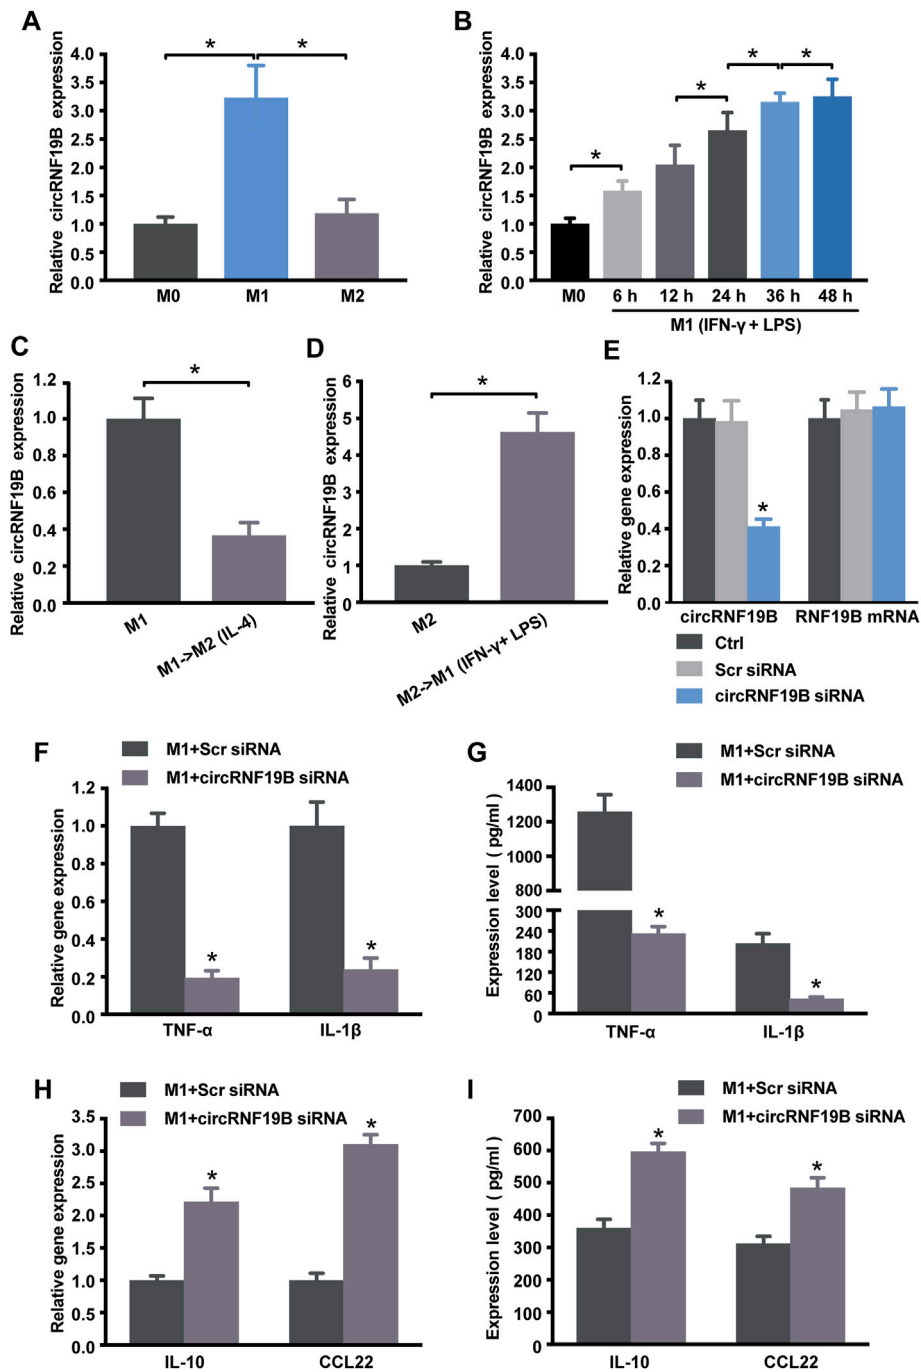 A
Relative circRNF19B expression
4.0
3.5
3.0
2.5
2.0
1.5
1.0
0.5
0.0
* *
M0 M1 M2
B
Relative circRNF19B expression
4.0
3.5
3.0
2.5
2.0
1.5
1.0
0.5
0.0
* * * *
M0 6 h 12 h 24 h 36 h 48 h
M1 (IFN-γ + LPS)
C
Relative circRNF19B expression
1.2
1.0
0.8
0.6
0.4
0.2
0.0
*
M1
M1->M2 (IL-4)
D
Relative circRNF19B expression
6
5
4
3
2
1
0
*
M2
M2->M1 (IFN-γ+ LPS)
E
Relative gene expression
1.2
1.0
0.8
0.6
0.4
0.2
0.0
*
circRNF19B RNF19B mRNA
Ctrl
Scr siRNA
circRNF19B siRNA
F
M1+Scr siRNA
M1+circRNF19B siRNA
Relative gene expression
1.2
1.0
0.8
0.6
0.4
0.2
0.0
* *
TNF-α IL-1β
G
M1+Scr siRNA
M1+circRNF19B siRNA
Expression level ( pg/ml )
1400
1200
1000
800
300
240
180
120
60
0
* *
TNF-α IL-1β
H
M1+Scr siRNA
M1+circRNF19B siRNA
Relative gene expression
3.5
3.0
2.5
2.0
1.5
1.0
0.5
0.0
* *
IL-10 CCL22
I
M1+Scr siRNA
M1+circRNF19B siRNA
Expression level ( pg/ml )
700
600
500
400
300
200
100
0
* *
IL-10 CCL22